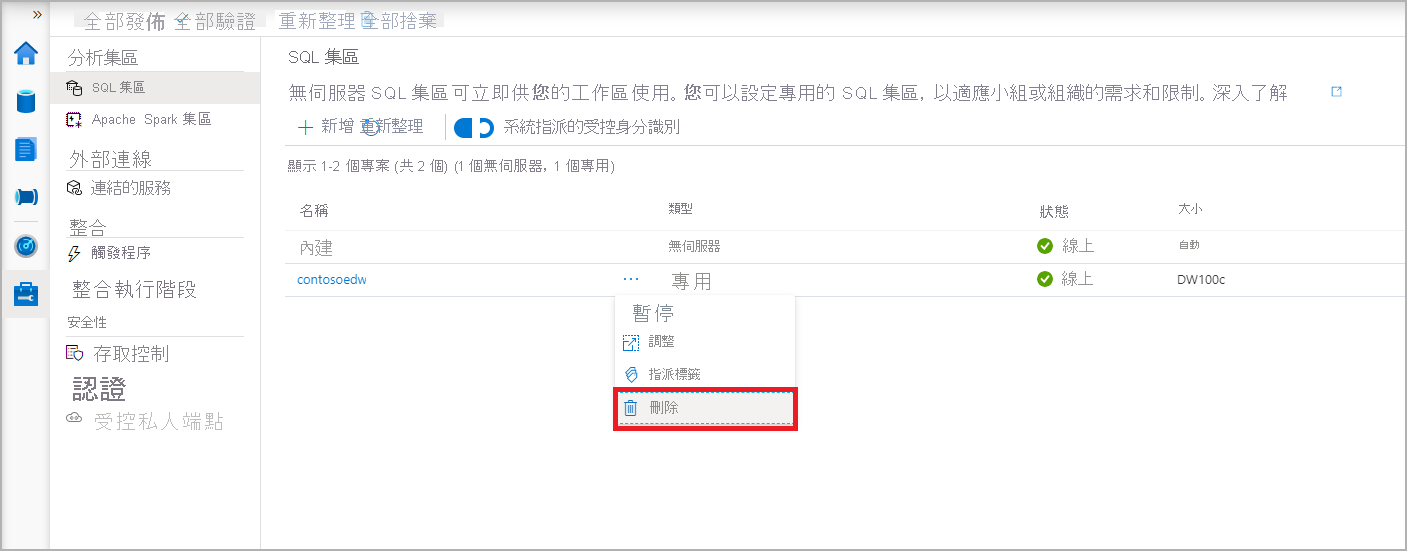 »
全部發佈 全部驗證 重新整理 全部捨棄
分析集區
SQL 集區
Apache Spark 集區
外部連線
連結的服務
整合
觸發程序
整合執行階段
安全性
存取控制
認證
受控私人端點
SQL 集區
無伺服器 SQL 集區可立即供您的工作區使用。您可以設定專用的 SQL 集區, 以適應小組或組織的需求和限制。深入了解
新增 重新整理 系統指派的受控身分識別
顯示 1-2 個專案 (共 2 個) (1 個無伺服器, 1 個專用)
名稱 類型 狀態 大小
內建 無伺服器 線上 自動
contosoedw ... 專用 線上 DW100c
暫停
調整
指派標籤
刪除